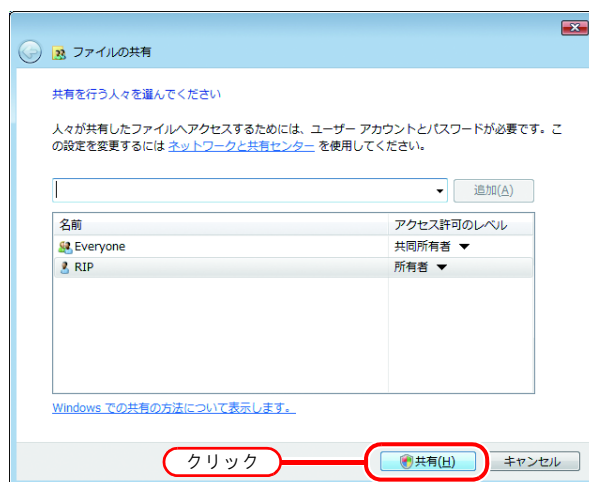 ファイルの共有
共有を行う人々を選んでください
人々が共有したファイルへアクセスするためには、ユーザー アカウントとパスワードが必要です。こ
の設定を変更するには ネットワークと共有センター を使用してください。
追加(A)
名前 アクセス許可のレベル
Everyone 共同所有者
RIP 所有者
Windows での共有の方法について表示します。
クリック 共有(H) キャンセル